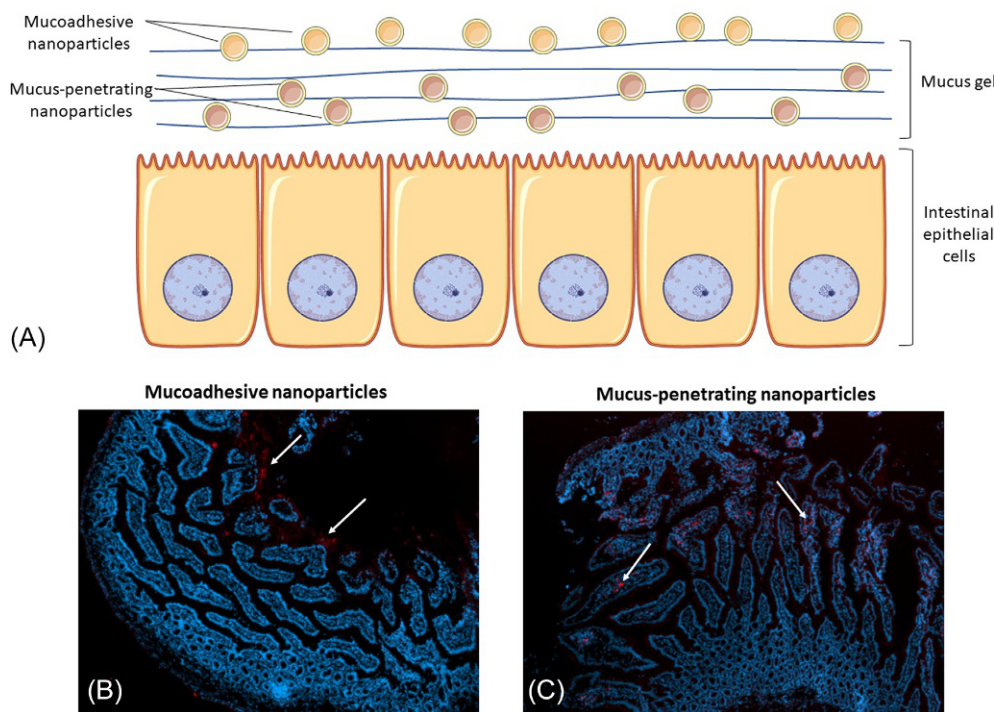 Mucoadhesive
nanoparticles
Mucus-penetrating
nanoparticles
Mucus gel
Intestinal
epithelial
cells
(A)
Mucoadhesive nanoparticles
Mucus-penetrating nanoparticles
(B)
(C)